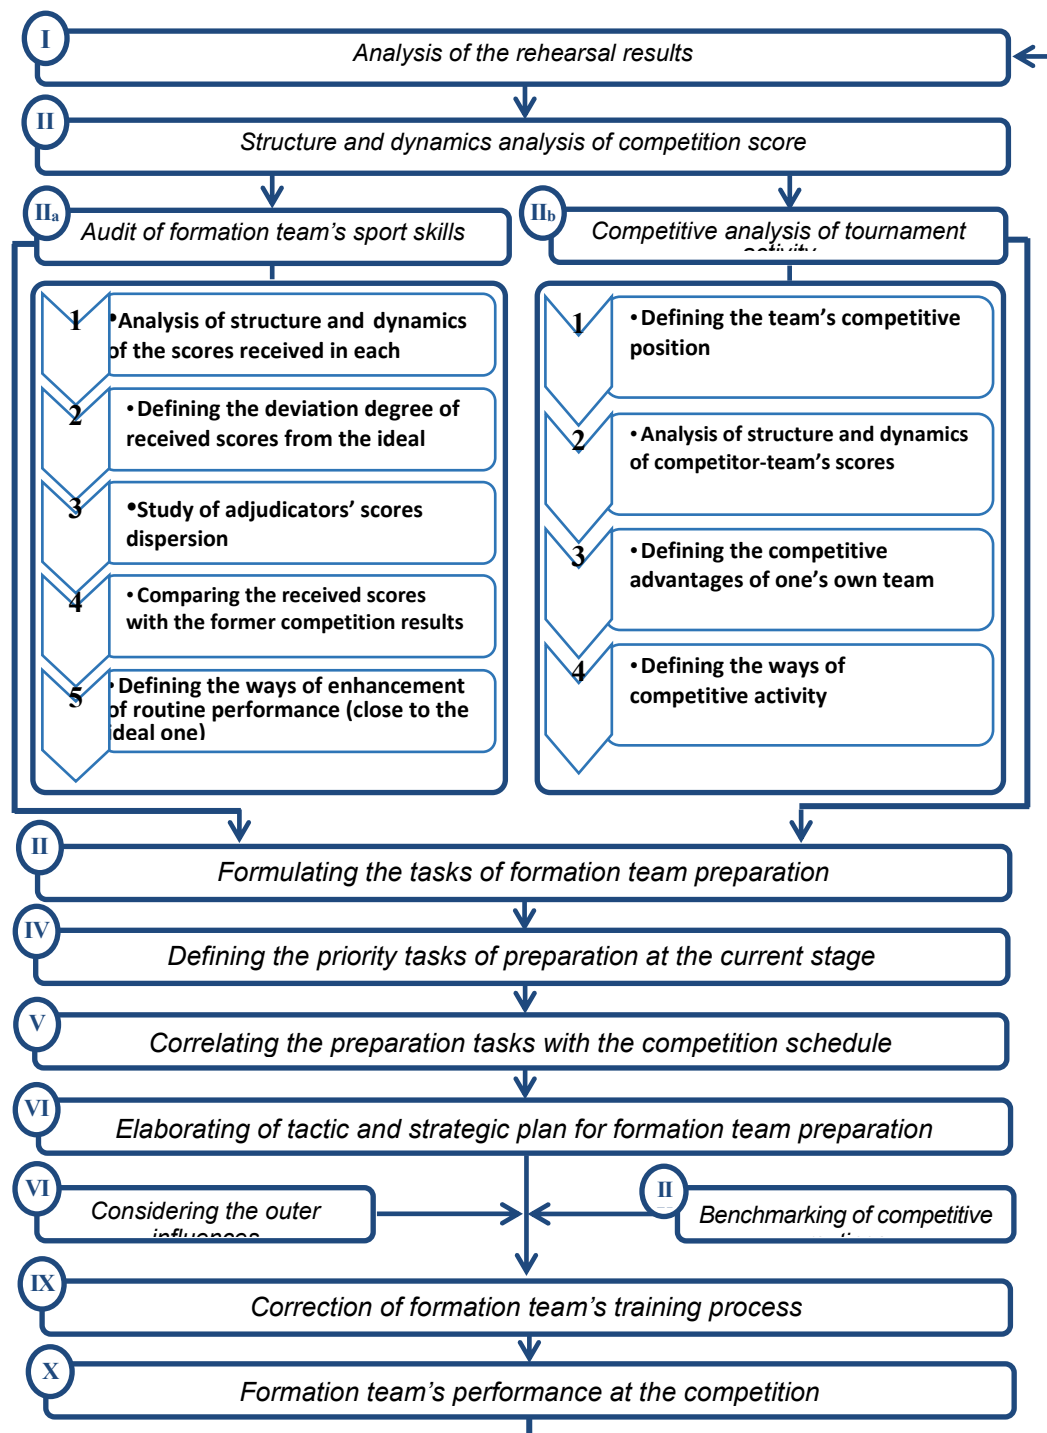 I
Analysis of the rehearsal results
II
Structure and dynamics analysis of competition score
IIa
Audit of formation team's sport skills
IIb
Competitive analysis of tournament
activity
1
•Analysis of structure and dynamics
of the scores received in each
2
•Defining the deviation degree of
received scores from the ideal
3
•Study of adjudicators' scores
dispersion
4
•Comparing the received scores
with the former competition results
5
•Defining the ways of enhancement
of routine performance (close to the
ideal one)
1
•Defining the team's competitive
position
2
•Analysis of structure and dynamics
of competitor-team's scores
3
•Defining the competitive
advantages of one's own team
4
•Defining the ways of
competitive activity
II
Formulating the tasks of formation team preparation
IV
Defining the priority tasks of preparation at the current stage
V
Correlating the preparation tasks with the competition schedule
VI
Elaborating of tactic and strategic plan for formation team preparation
VI
Considering the outer
influences
II
Benchmarking of competitive
IX
Correction of formation team's training process
X
Formation team's performance at the competition